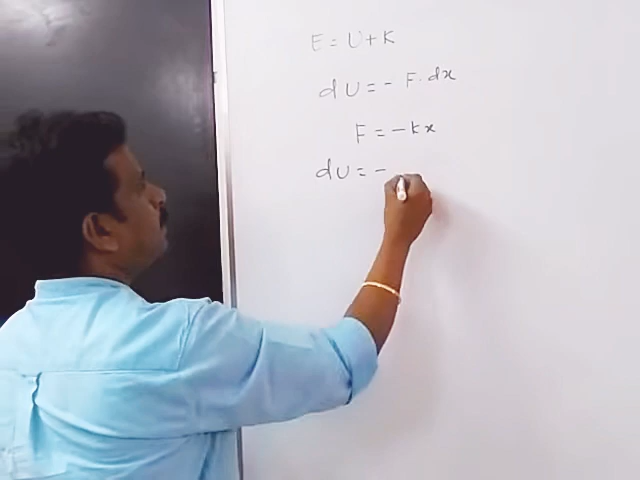 E = U + K
dU = - F. dx
F = - kx
dU = -